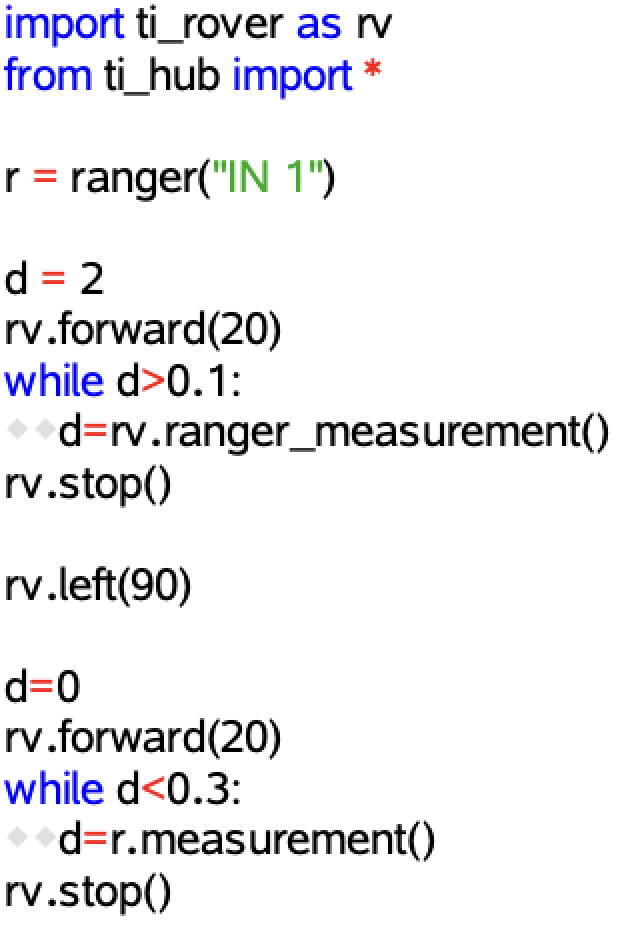 import ti_rover as rv
from ti_hub import *
r = ranger("IN 1")
d = 2
rv.forward(20)
while d>0.1:
◆◆d=rv.ranger_measurement()
rv.stop()
rv.left(90)
d=0
rv.forward(20)
while d<0.3:
◆◆d=r.measurement()
rv.stop()